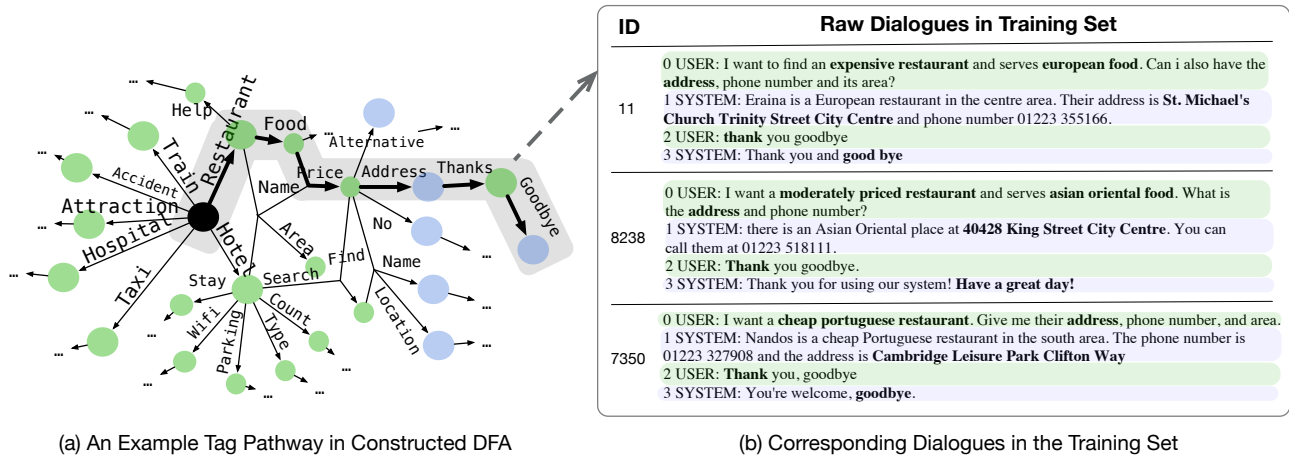 ...
...
Help
Restaurant
Food
...
...
Alternative
...
Train
...
Accident
Name
Price
Address
Thanks
Goodbye
Attraction
...
Hospital
No
...
Area
Hotel
Find
Name
...
Taxi
Stay
Search
...
Count
Wifi
Type
Parking
Location
...
...
...
...
...
...
(a) An Example Tag Pathway in Constructed DFA
ID
Raw Dialogues in Training Set
11
0 USER: I want to find an expensive restaurant and serves european food. Can i also have the
address, phone number and its area?
1 SYSTEM: Eraina is a European restaurant in the centre area. Their address is St. Michael's
Church Trinity Street City Centre and phone number 01223 355166.
2 USER: thank you goodbye
3 SYSTEM: Thank you and good bye
8238
0 USER: I want a moderately priced restaurant and serves asian oriental food. What is
the address and phone number?
1 SYSTEM: there is an Asian Oriental place at 40428 King Street City Centre. You can
call them at 01223 518111.
2 USER: Thank you goodbye.
3 SYSTEM: Thank you for using our system! Have a great day!
7350
0 USER: I want a cheap portuguese restaurant. Give me their address, phone number, and area.
1 SYSTEM: Nandos is a cheap Portuguese restaurant in the south area. The phone number is
01223 327908 and the address is Cambridge Leisure Park Clifton Way
2 USER: Thank you, goodbye
3 SYSTEM: You're welcome, goodbye.
(b) Corresponding Dialogues in the Training Set